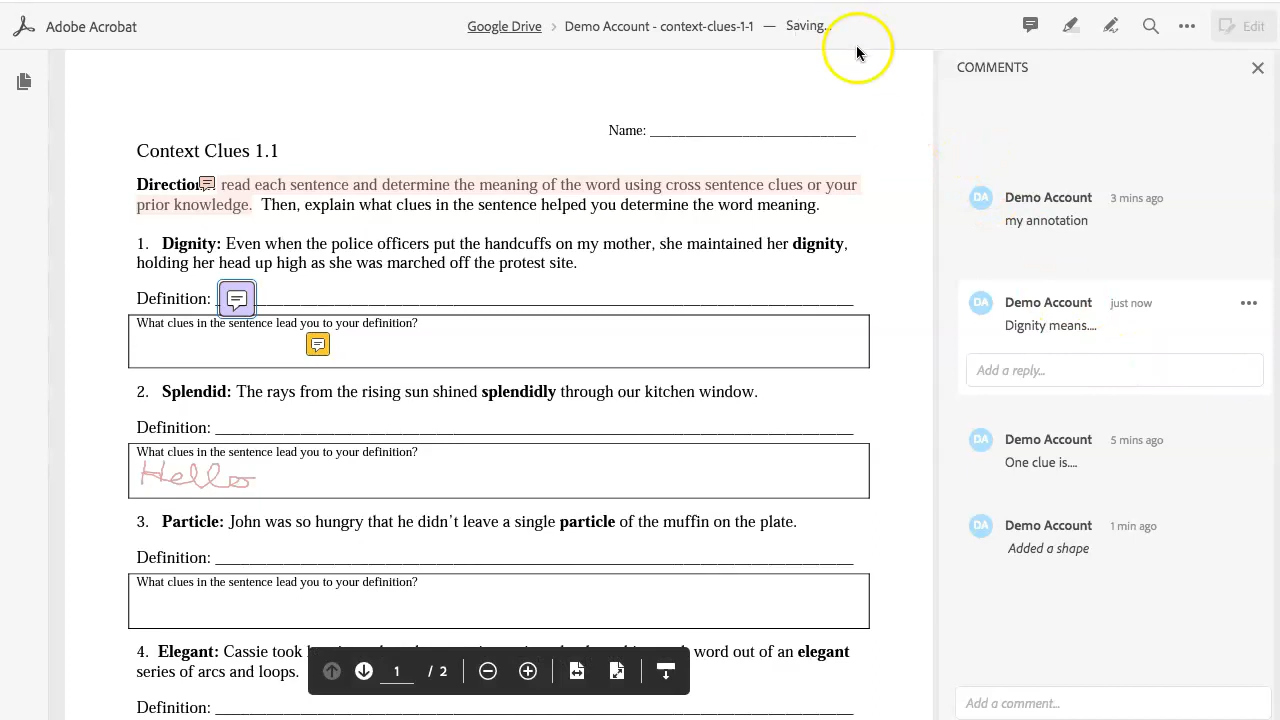 Adobe Acrobat
Google Drive > Demo Account - context-clues-1-1 — Saving...
Edit
COMMENTS
Name: ____________________________
Context Clues 1.1
read each sentence and determine the meaning of the word using cross sentence clues or your
prior knowledge. Then, explain what clues in the sentence helped you determine the word meaning.
1. Dignity: Even when the police officers put the handcuffs on my mother, she maintained her dignity,
holding her head up high as she was marched off the protest site.
Definition: ____________________________
What clues in the sentence lead you to your definition?
2. Splendid: The rays from the rising sun shined splendidly through our kitchen window.
Definition: ____________________________
What clues in the sentence lead you to your definition?
Hello
3. Particle: John was so hungry that he didn't leave a single particle of the muffin on the plate.
Definition: ____________________________
What clues in the sentence lead you to your definition?
4. Elegant: Cassie took word out of an elegant
series of arcs and loops.
Definition: ____________________________
1 / 2
DA Demo Account 3 mins ago
my annotation
DA Demo Account just now
Dignity means....
Add a reply...
DA Demo Account 5 mins ago
One clue is....
DA Demo Account 1 min ago
Added a shape
Add a comment...